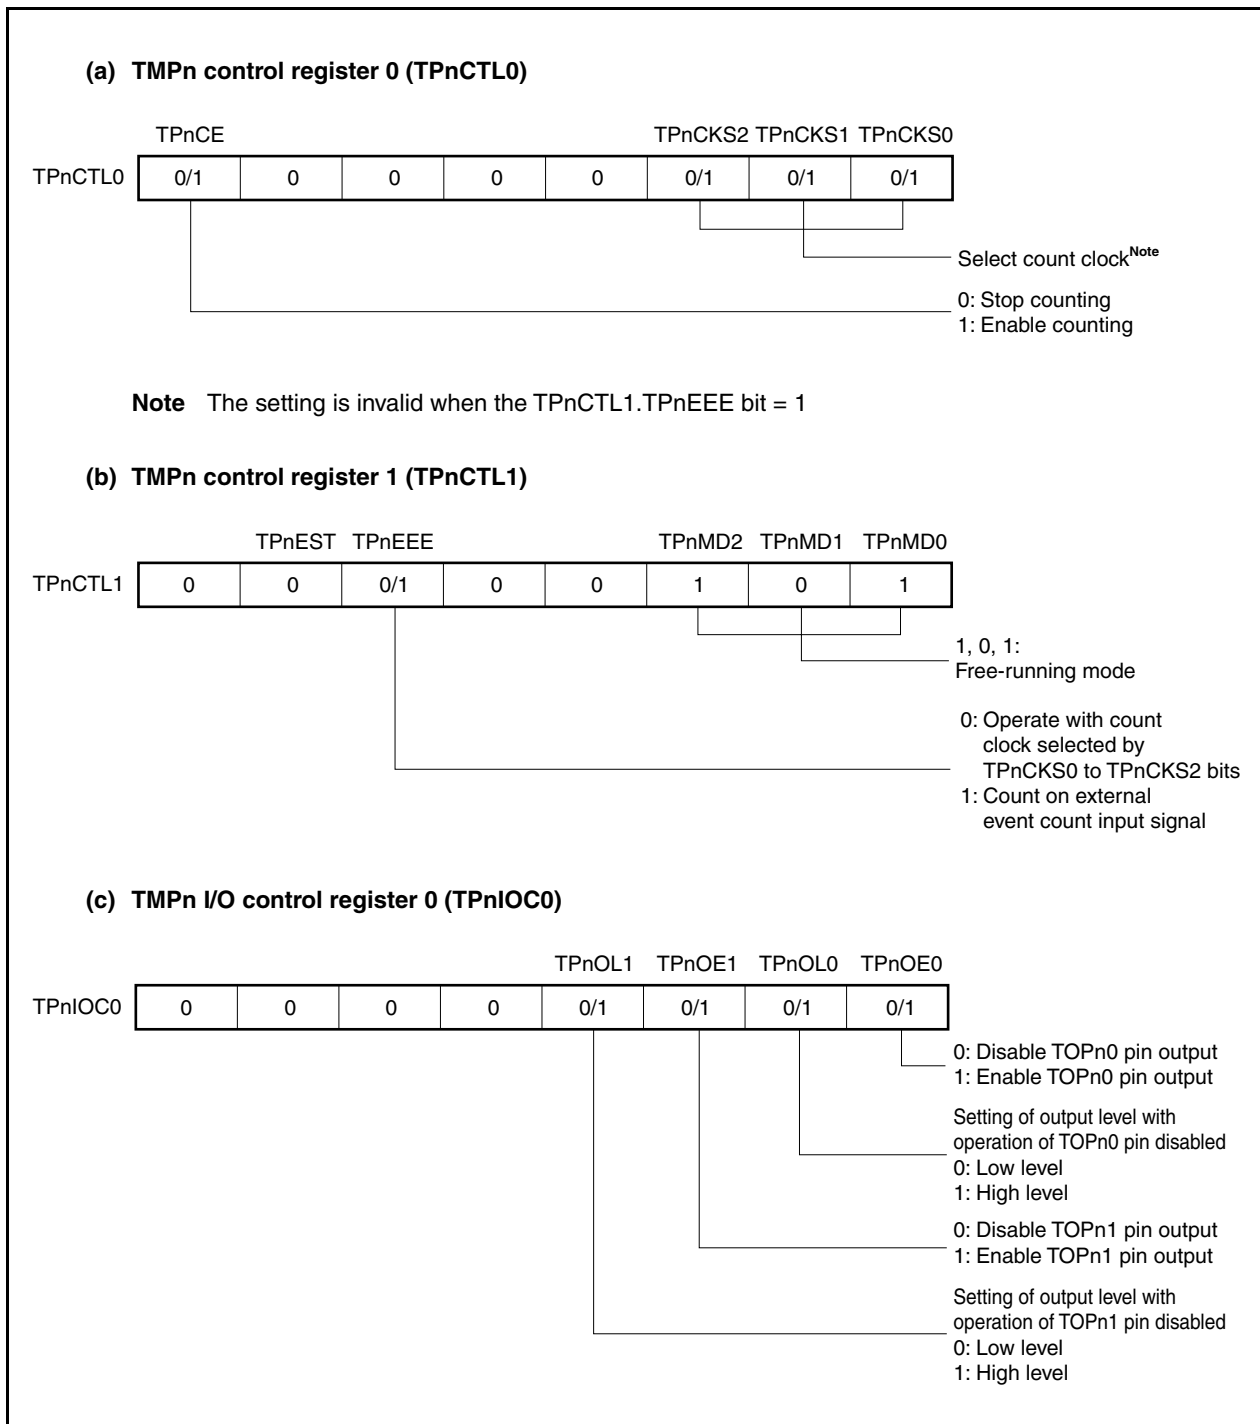 (a) TMPn control register 0 (TPnCTL0)
TPnCE TPnCKS2 TPnCKS1 TPnCKS0
TPnCTL0 0/1 0 0 0 0 0/1 0/1 0/1
Select count clockNote
0: Stop counting
1: Enable counting
Note The setting is invalid when the TPnCTL1.TPnEEE bit = 1
(b) TMPn control register 1 (TPnCTL1)
TPnEST TPnEEE TPnMD2 TPnMD1 TPnMD0
TPnCTL1 0 0 0/1 0 0 1 0 1
1, 0, 1:
Free-running mode
0: Operate with count
clock selected by
TPnCKS0 to TPnCKS2 bits
1: Count on external
event count input signal
(c) TMPn I/O control register 0 (TPnIOC0)
TPnOL1 TPnOE1 TPnOL0 TPnOE0
TPnIOC0 0 0 0 0 0/1 0/1 0/1 0/1
0: Disable TOPn0 pin output
1: Enable TOPn0 pin output
Setting of output level with
operation of TOPn0 pin disabled
0: Low level
1: High level
0: Disable TOPn1 pin output
1: Enable TOPn1 pin output
Setting of output level with
operation of TOPn1 pin disabled
0: Low level
1: High level